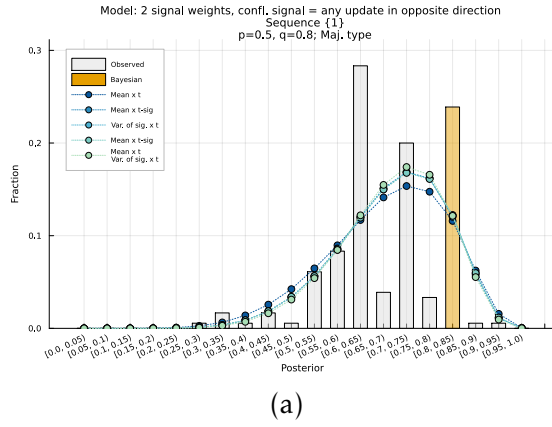 Model: 2 signal weights, confl. signal = any update in opposite direction
Sequence {1}
p=0.5, q=0.8; Maj. type
0.3
0.2
0.1
0.0
Fraction
Observed
Bayesian
Mean x t
Mean x t-sig
Var. of sig. x t
Mean x t-sig
Mean x t
Var. of sig. x t
[0.0, 0.05)
[0.05, 0.1)
[0.1, 0.15)
[0.15, 0.2)
[0.2, 0.25)
[0.25, 0.3)
[0.3, 0.35)
[0.35, 0.4)
[0.4, 0.45)
[0.45, 0.5)
[0.5, 0.55)
[0.55, 0.6)
[0.6, 0.65)
[0.65, 0.7)
[0.7, 0.75)
[0.75, 0.8)
[0.8, 0.85)
[0.85, 0.9)
[0.9, 0.95)
[0.95, 1.0)
Posterior
(a)